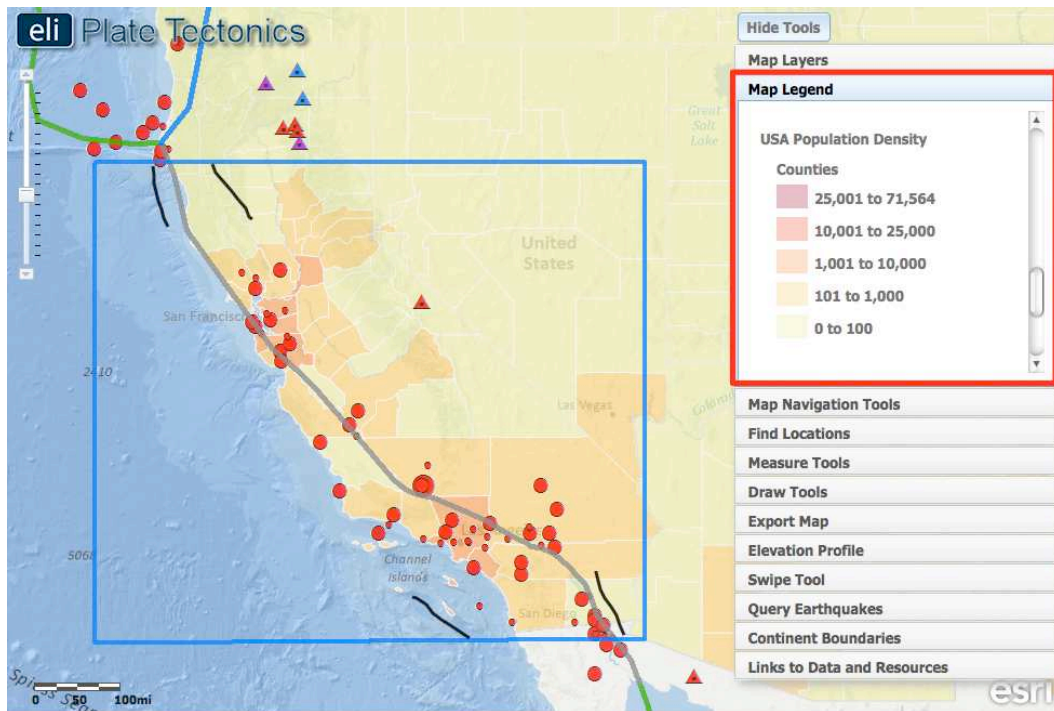 eli Plate Tectonics
Hide Tools
Map Layers
Map Legend
USA Population Density
Counties
25,001 to 71,564
10,001 to 25,000
1,001 to 10,000
101 to 1,000
0 to 100
Map Navigation Tools
Find Locations
Measure Tools
Draw Tools
Export Map
Elevation Profile
Swipe Tool
Query Earthquakes
Continent Boundaries
Links to Data and Resources
Great
Salt
Lake
United
States
San Francisco
2410
Las Vegas
Colorado
5068
Channel
Islands
San Diego
0 50 100mi
esri